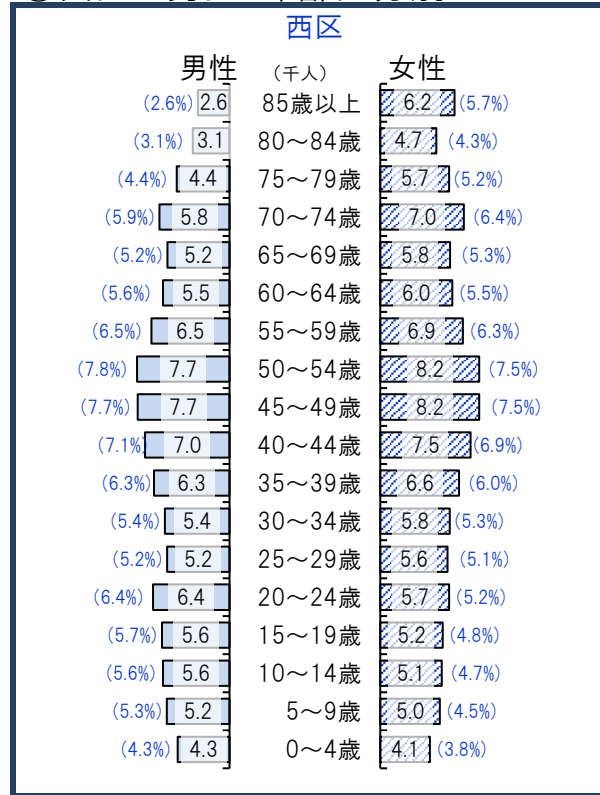 西区
男性 （千人） 女性
(2.6%) 2.6 85歳以上 6.2 (5.7%)
(3.1%) 3.1 80～84歳 4.7 (4.3%)
(4.4%) 4.4 75～79歳 5.7 (5.2%)
(5.9%) 5.8 70～74歳 7.0 (6.4%)
(5.2%) 5.2 65～69歳 5.8 (5.3%)
(5.6%) 5.5 60～64歳 6.0 (5.5%)
(6.5%) 6.5 55～59歳 6.9 (6.3%)
(7.8%) 7.7 50～54歳 8.2 (7.5%)
(7.7%) 7.7 45～49歳 8.2 (7.5%)
(7.1%) 7.0 40～44歳 7.5 (6.9%)
(6.3%) 6.3 35～39歳 6.6 (6.0%)
(5.4%) 5.4 30～34歳 5.8 (5.3%)
(5.2%) 5.2 25～29歳 5.6 (5.1%)
(6.4%) 6.4 20～24歳 5.7 (5.2%)
(5.7%) 5.6 15～19歳 5.2 (4.8%)
(5.6%) 5.6 10～14歳 5.1 (4.7%)
(5.3%) 5.2 5～9歳 5.0 (4.5%)
(4.3%) 4.3 0～4歳 4.1 (3.8%)